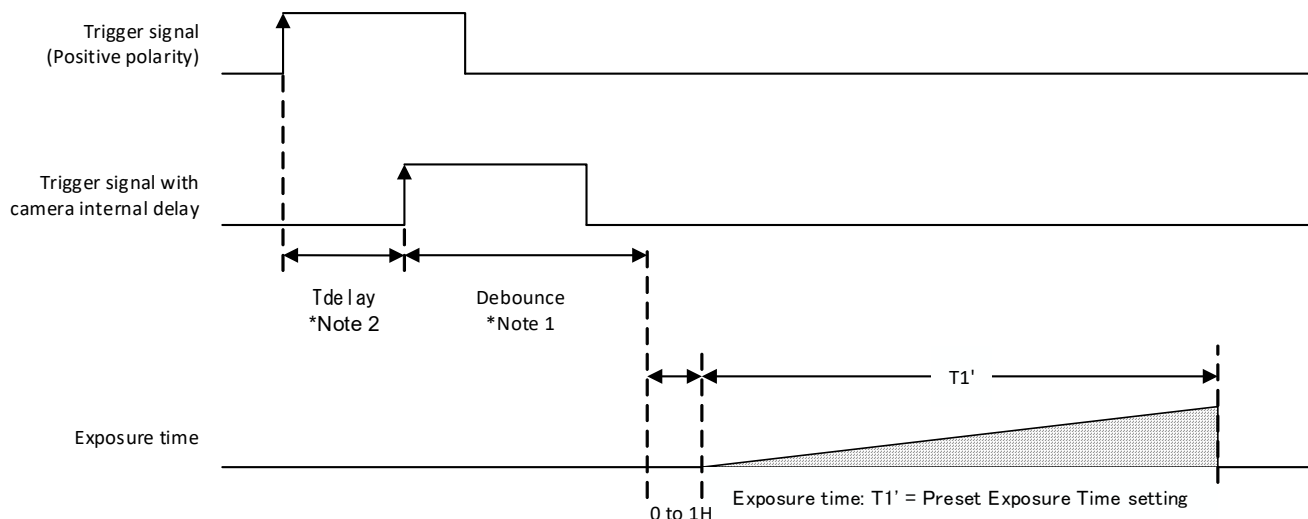 Trigger signal
(Positive polarity)
Trigger signal with
camera internal delay
Tdelay
*Note 2
Debounce
*Note 1
T1'
Exposure time
0 to 1H
Exposure time: T1' = Preset Exposure Time setting